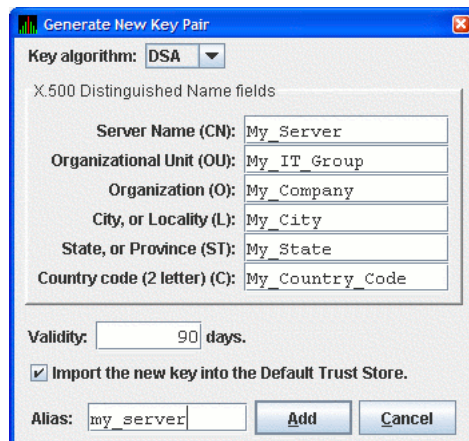 Generate New Key Pair
Key algorithm: DSA
X.500 Distinguished Name fields
Server Name (CN): My_Server
Organizational Unit (OU): My_IT_Group
Organization (O): My_Company
City, or Locality (L): My_City
State, or Province (ST): My_State
Country code (2 letter) (C): My_Country_Code
Validity: 90 days.
Import the new key into the Default Trust Store.
Alias: my_server Add Cancel